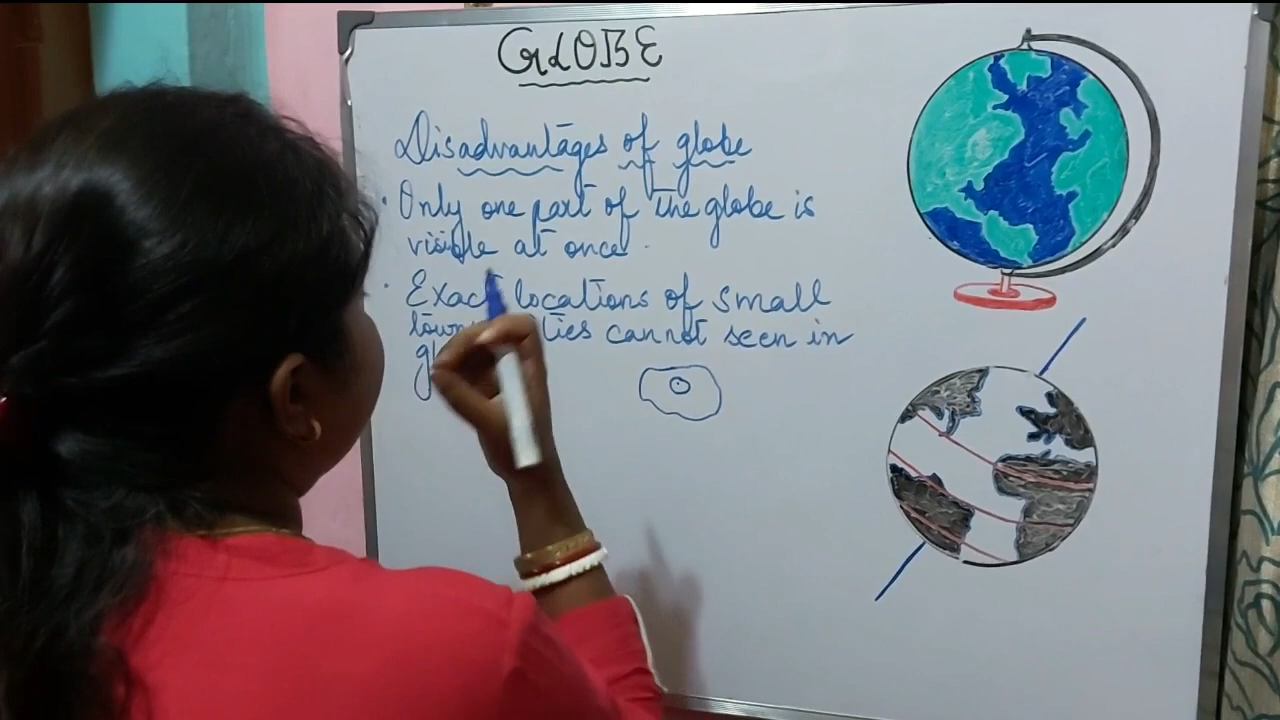 GLOBE
Disadvantages of globe
• Only one part of the globe is
visible at once.
• Exact locations of small
cannot seen in